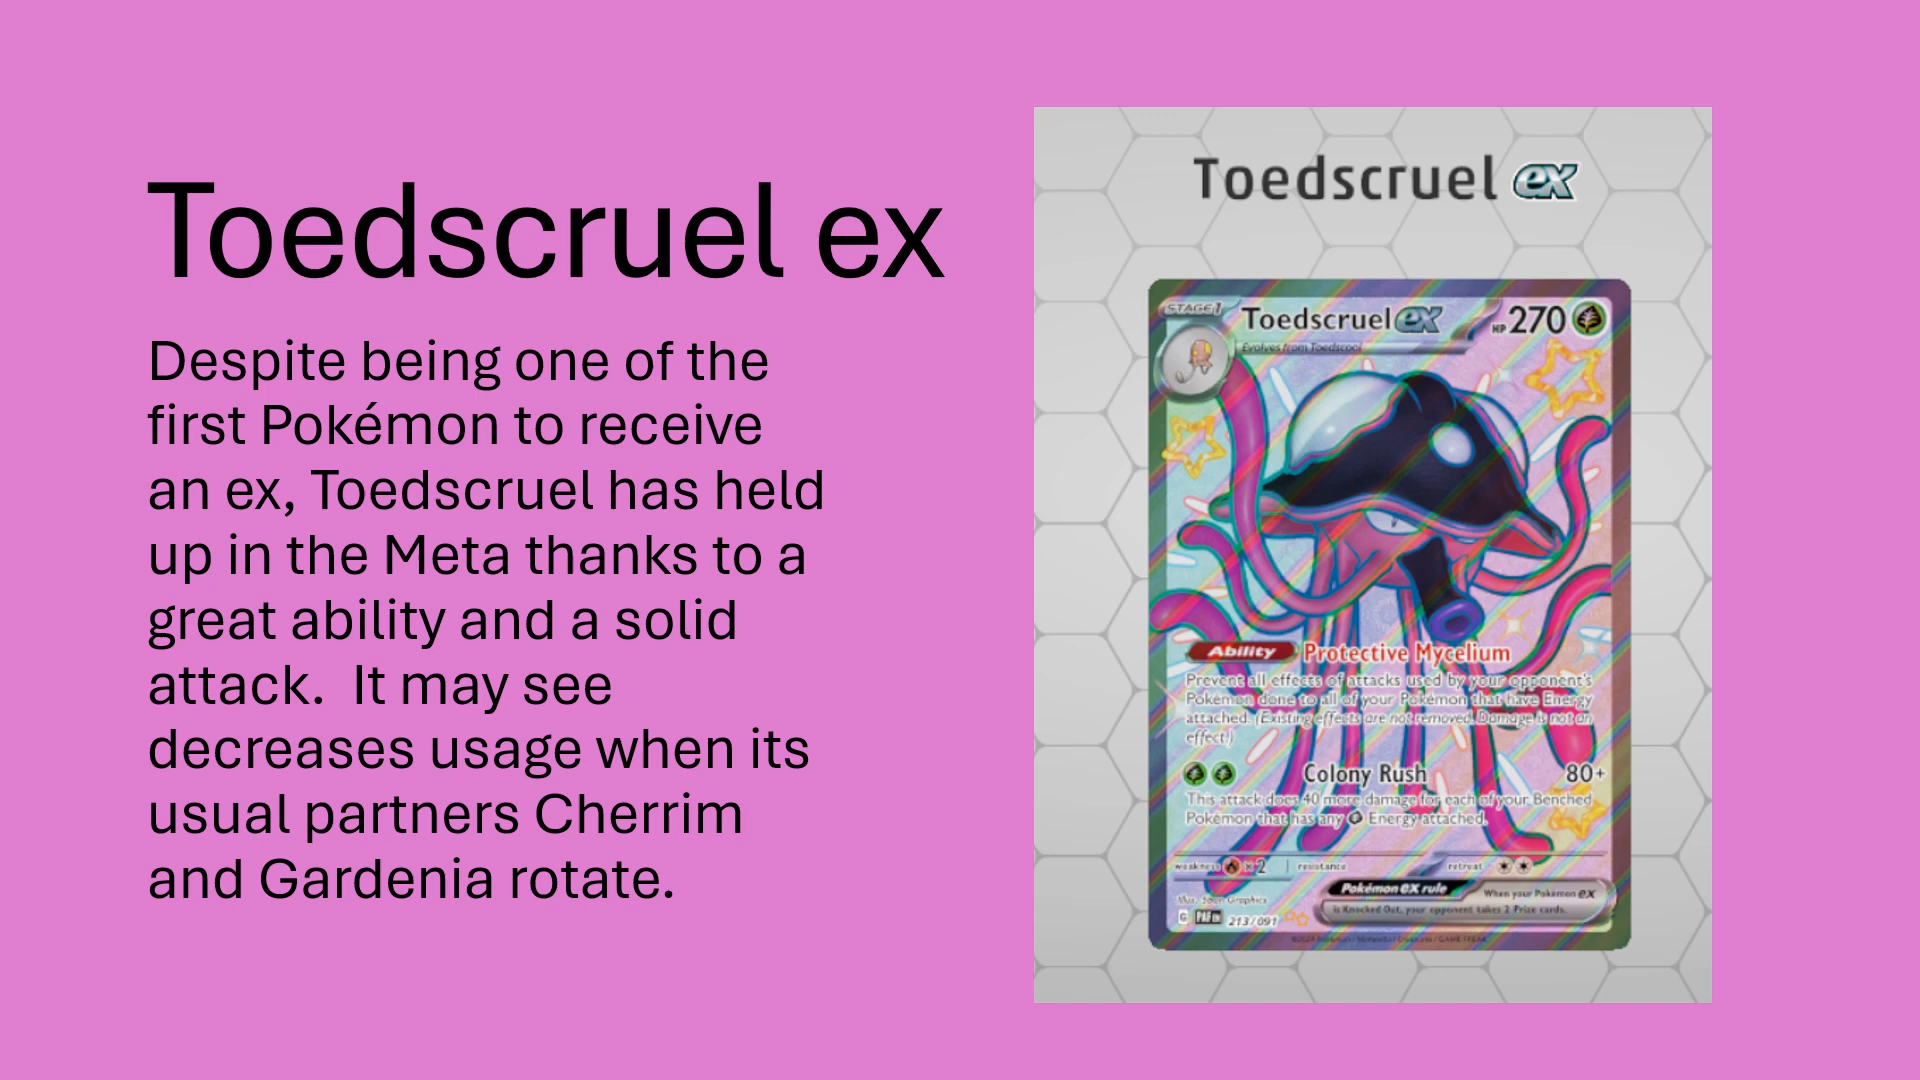 Toedscruel ex
Despite being one of the
first Pokémon to receive
an ex, Toedscruel has held
up in the Meta thanks to a
great ability and a solid
attack.  It may see
decreases usage when its
usual partners Cherrim
and Gardenia rotate.
Toedscruel ex
STAGE 1 Toedscruel ex HP 270
Evolves from Toedscool
Ability Protective Mycelium
Prevent all effects of attacks used by your opponent's
Pokémon done to all of your Pokémon that have Energy
attached. (Existing effects are not removed. Damage is not an
effect.)
Colony Rush 80+
This attack does 40 more damage for each of your Benched
Pokémon that has any Energy attached.
weakness ×2 resistance retreat
Pokémon ex rule When your Pokémon ex
is Knocked Out, your opponent takes 2 Prize cards.
Illus. Graphics
G PAF EN 213/091